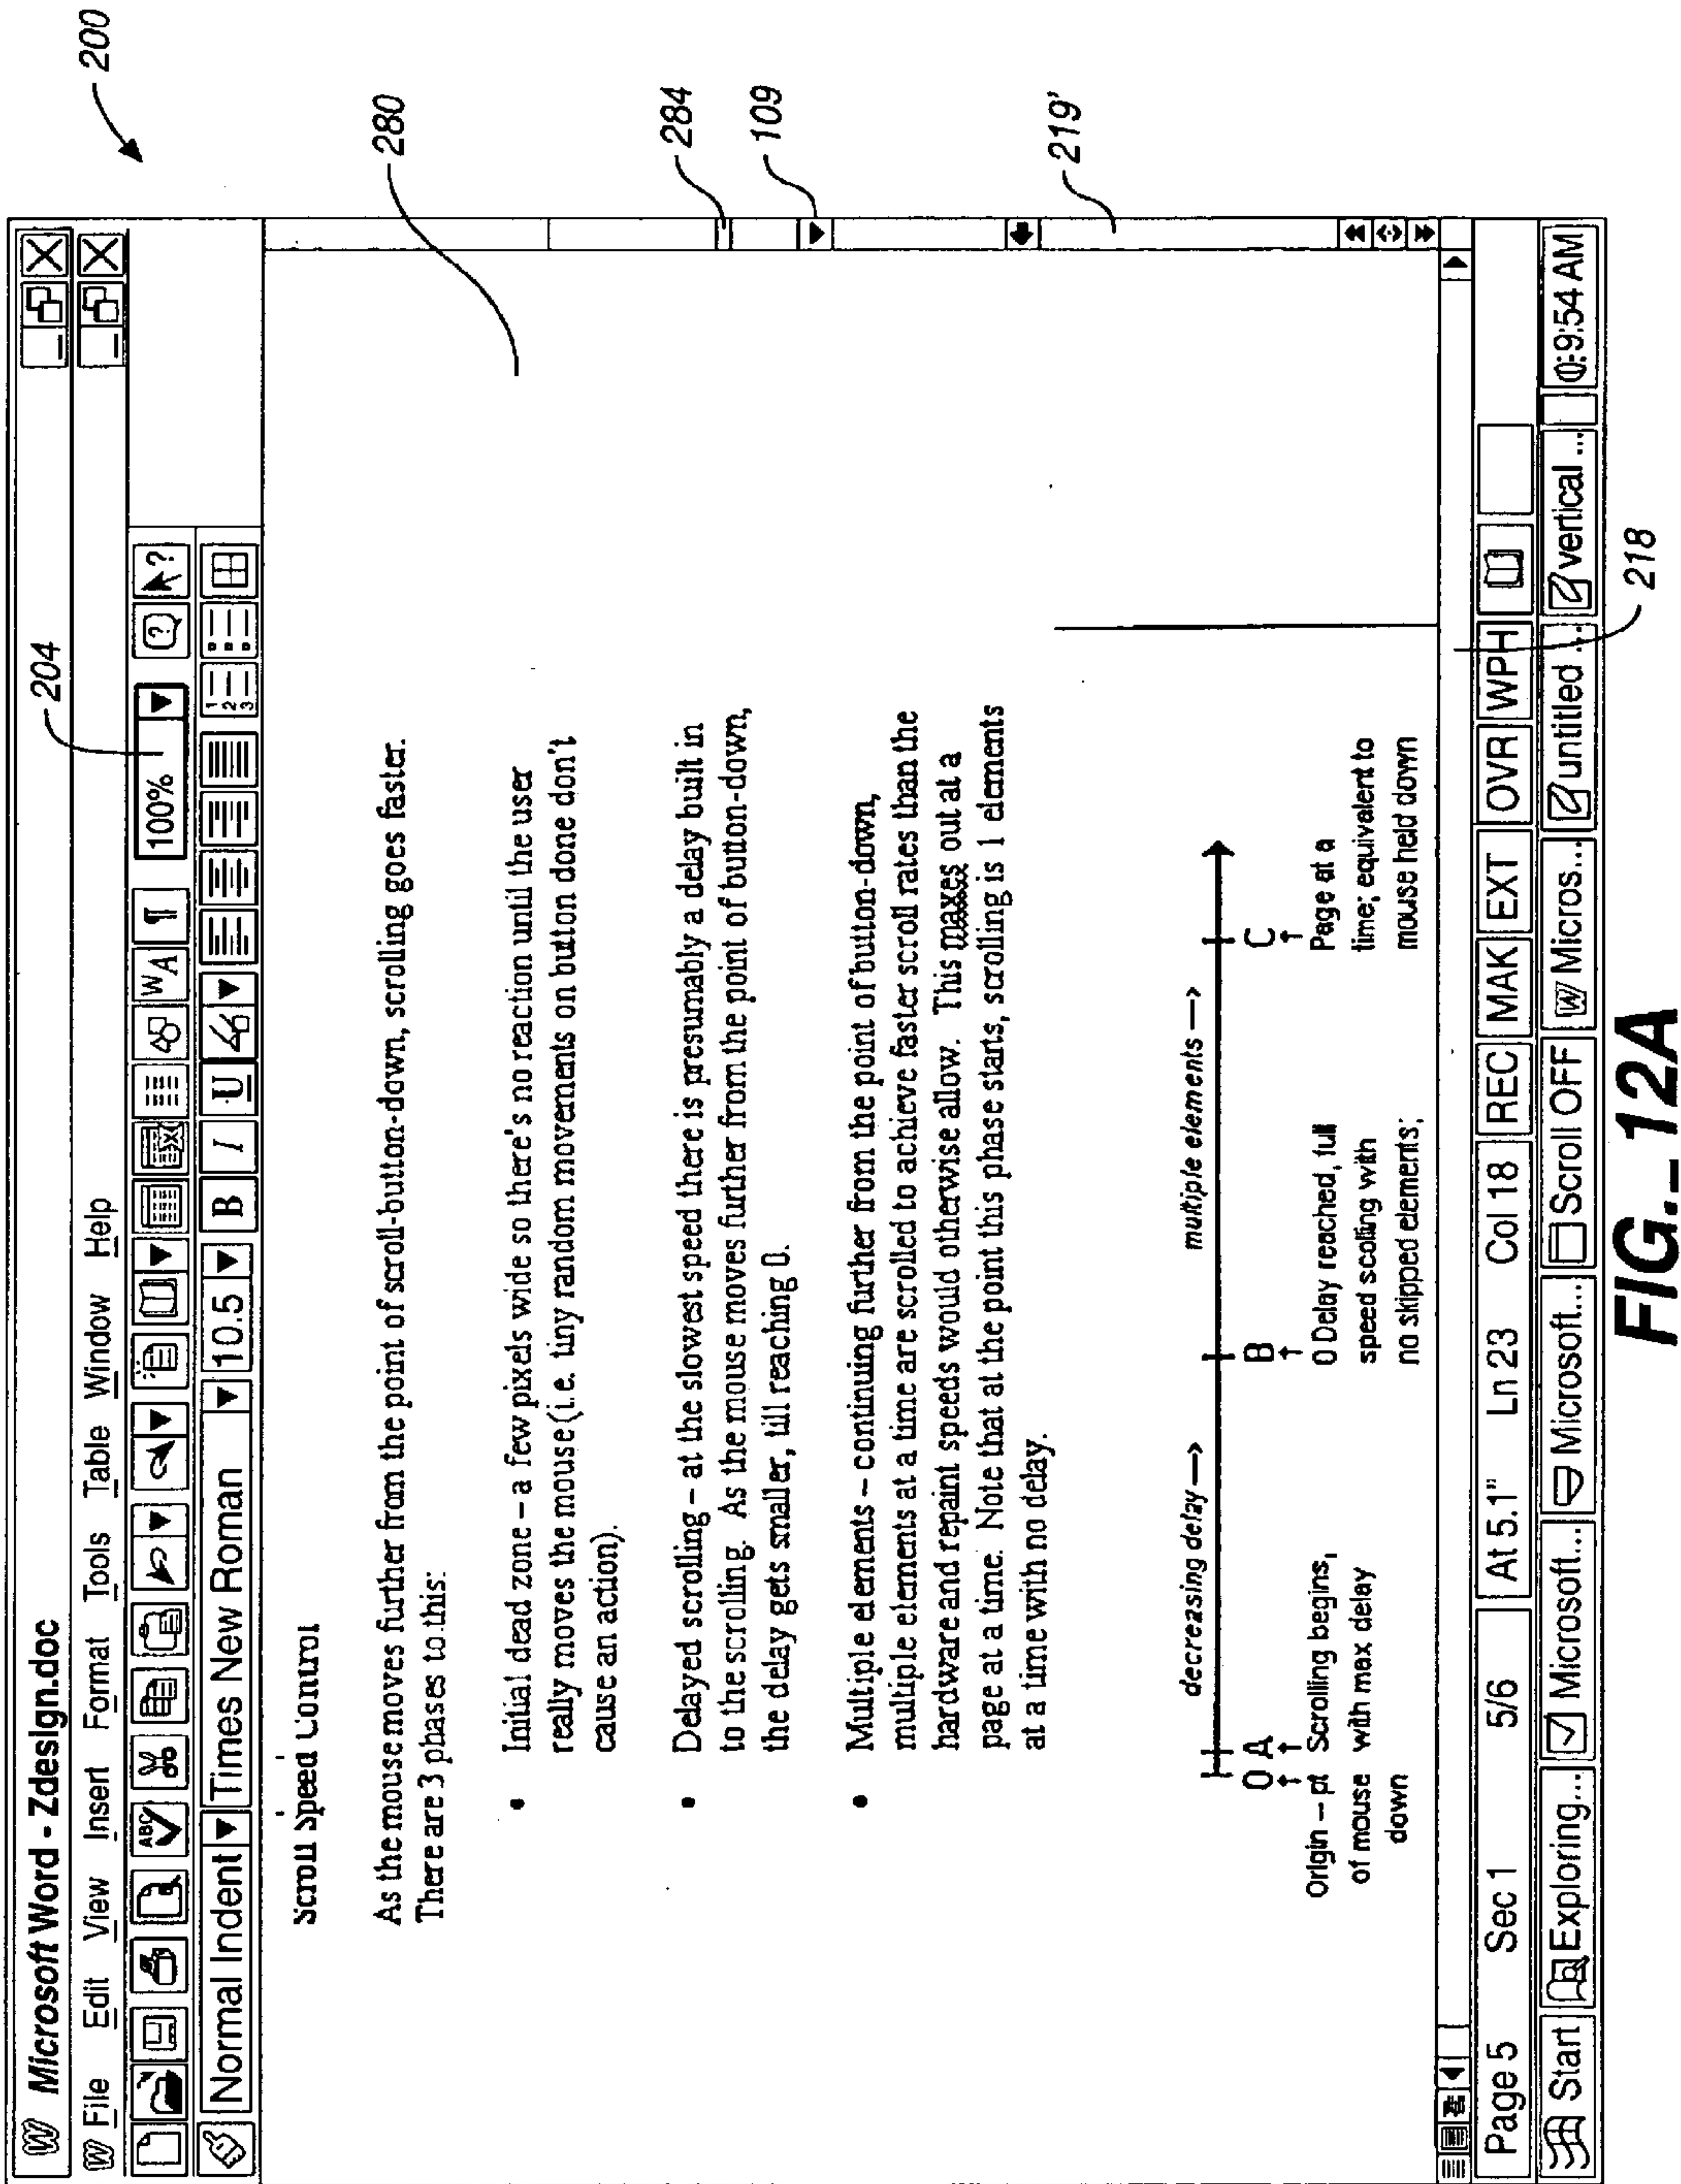 200
Microsoft Word - Zdesign.doc
File Edit View Insert Format Tools Table Window Help
204
ABC
W A ¶ 100% ? ?
Normal Indent Times New Roman 10.5 B I U 1 2 3
Scroll Speed Control
280
As the mouse moves further from the point of scroll-button-down, scrolling goes faster.
There are 3 phases to this:
• Initial dead zone – a few pixels wide so there's no reaction until the user
really moves the mouse (i.e. tiny random movements on button done don't
cause an action).
284
• Delayed scrolling – at the slowest speed there is presumably a delay built in
to the scrolling. As the mouse moves further from the point of button-down,
the delay gets smaller, till reaching 0.
109
• Multiple elements – continuing further from the point of button-down,
multiple elements at a time are scrolled to achieve faster scroll rates than the
hardware and repaint speeds would otherwise allow. This maxes out at a
page at a time. Note that at the point this phase starts, scrolling is 1 elements
at a time with no delay.
219'
decreasing delay —> multiple elements —>
O A B C
Origin – pt Scrolling begins, 0 Delay reached, full Page at a
of mouse with max delay speed scolling with time; equivalent to
down no skipped elements; mouse held down
Page 5 Sec 1 5/6 At 5.1" Ln 23 Col 18 REC MAK EXT OVR WPH
Start Exploring... Microsoft... Microsoft... Scroll OFF Micros... untitled ... vertical ... 9:54 AM
218
FIG._12A